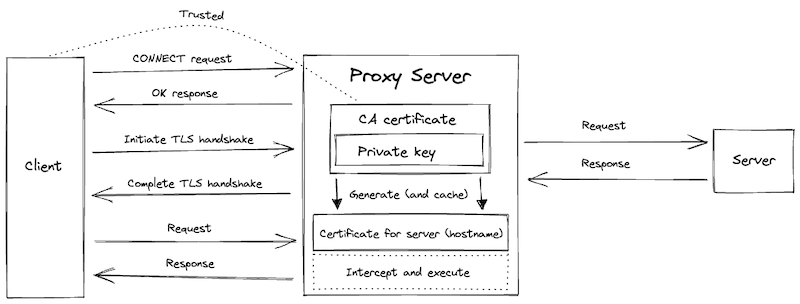 Trusted
CONNECT request
OK response
Initiate TLS handshake
Client
Complete TLS handshake
Request
Response
Proxy Server
CA certificate
Private key
Generate (and cache)
Certificate for server (hostname)
Intercept and execute
Request
Response
Server